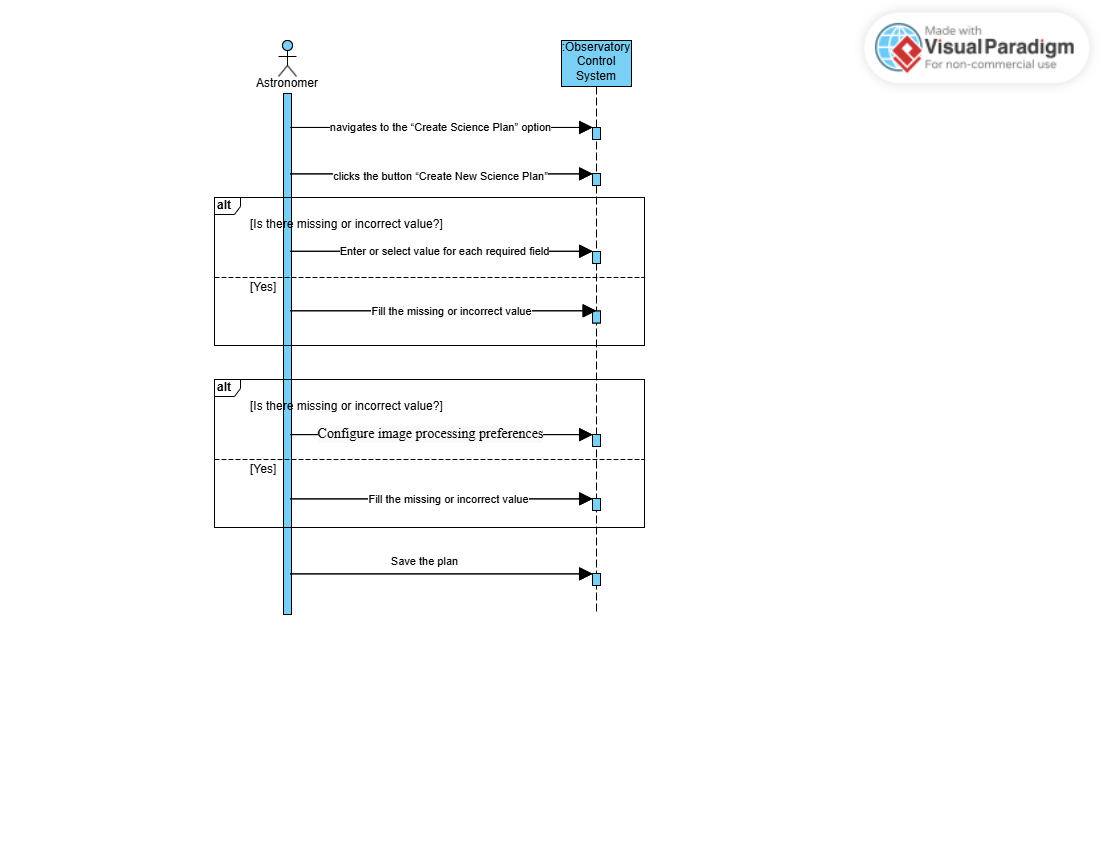 Made with
Visual Paradigm
For non-commercial use
:Observatory
Control
System
Astronomer
navigates to the “Create Science Plan” option
clicks the button “Create New Science Plan”
alt
[Is there missing or incorrect value?]
Enter or select value for each required field
[Yes]
Fill the missing or incorrect value
alt
[Is there missing or incorrect value?]
Configure image processing preferences
[Yes]
Fill the missing or incorrect value
Save the plan